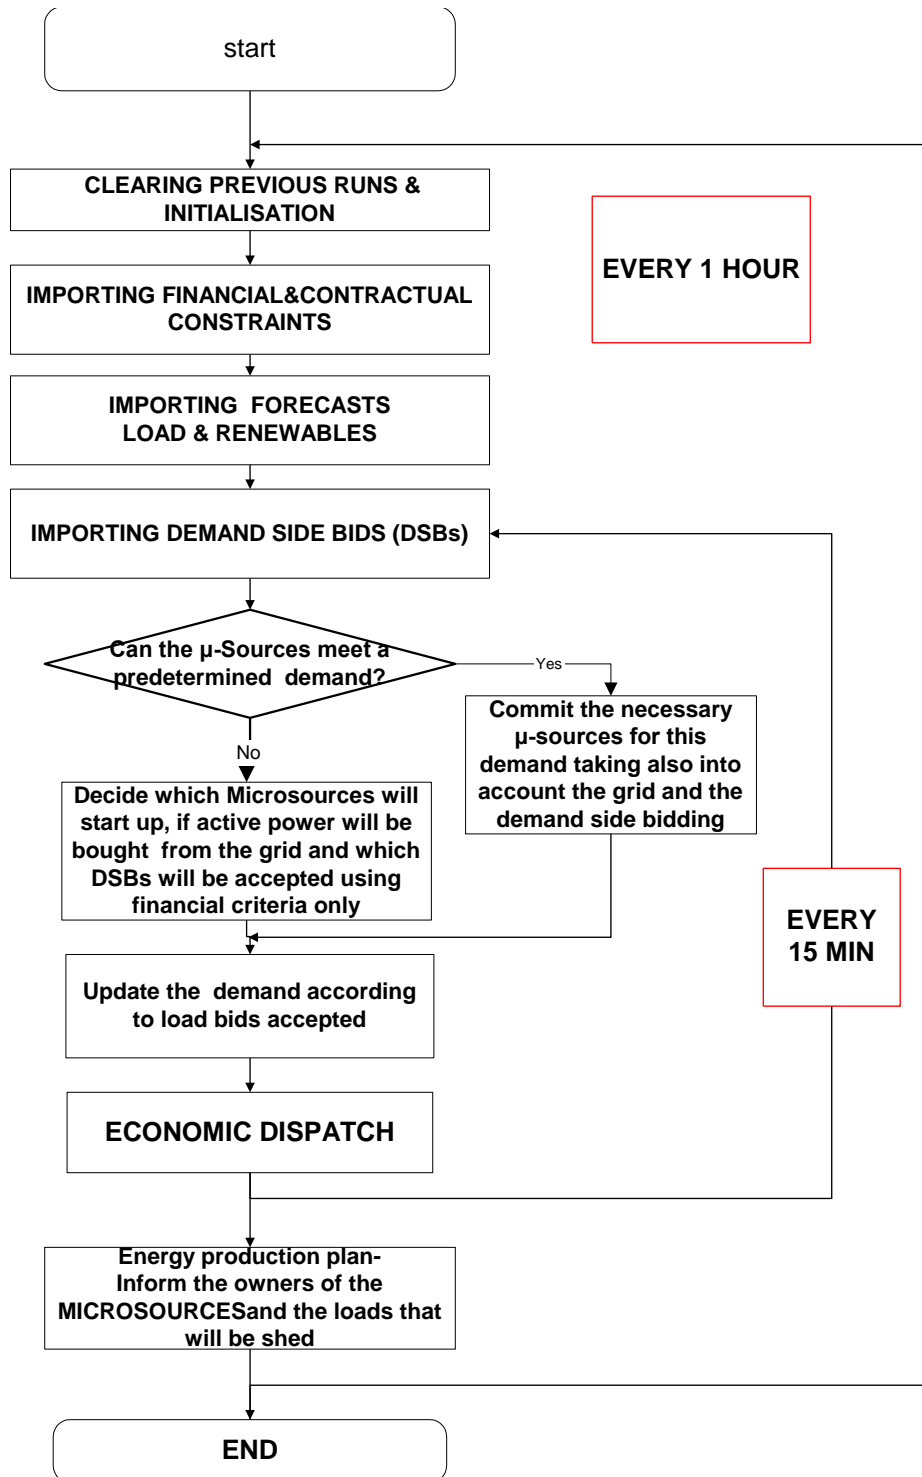 start
CLEARING PREVIOUS RUNS &
INITIALISATION
EVERY 1 HOUR
IMPORTING FINANCIAL&CONTRACTUAL
CONSTRAINTS
IMPORTING FORECASTS
LOAD & RENEWABLES
IMPORTING DEMAND SIDE BIDS (DSBs)
Can the µ-Sources meet a
predetermined demand?
Yes
Commit the necessary
µ-sources for this
demand taking also into
account the grid and the
demand side bidding
No
Decide which Microsources will
start up, if active power will be
bought from the grid and which
DSBs will be accepted using
financial criteria only
EVERY
15 MIN
Update the demand according
to load bids accepted
ECONOMIC DISPATCH
Energy production plan-
Inform the owners of the
MICROSOURCESand the loads that
will be shed
END